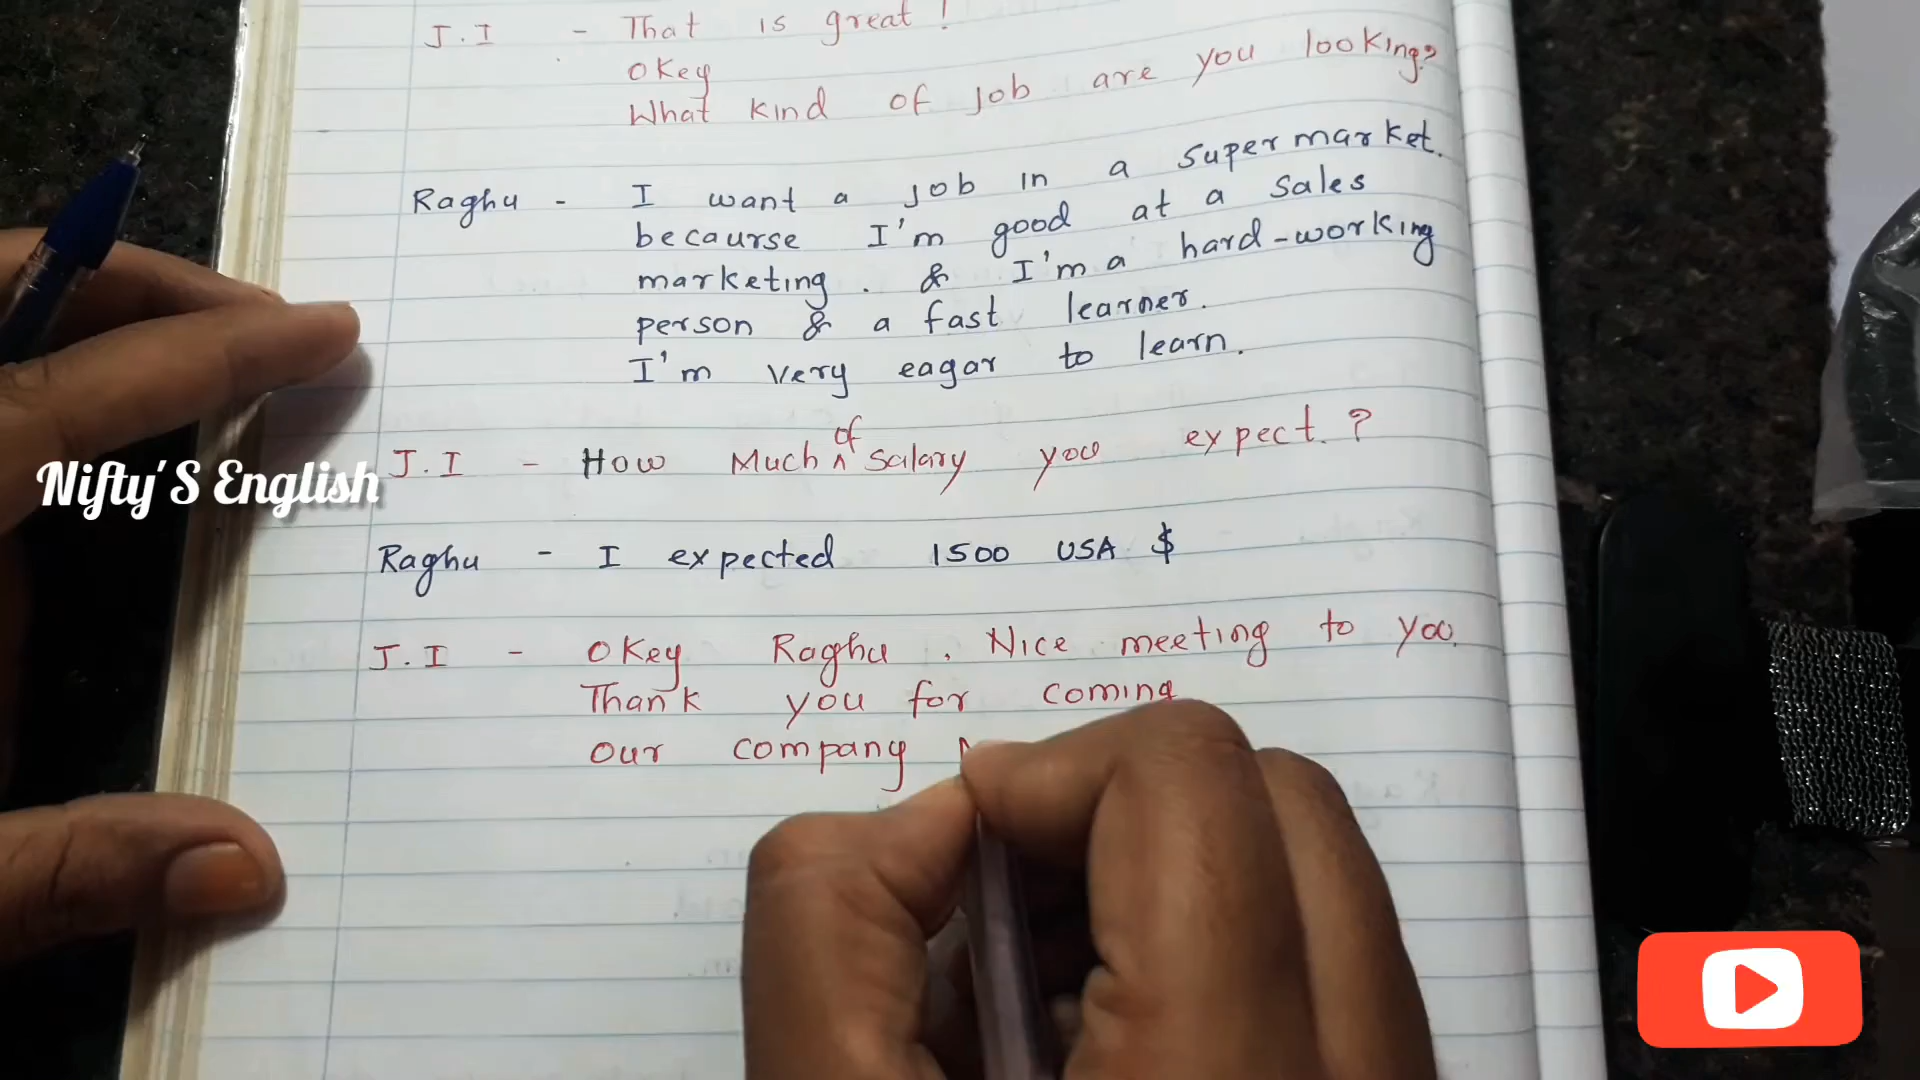 J.I - That is great!
okey
What kind of job are you looking?
Raghu - I want a job in a supermarket.
becaurse I'm good at a sales
marketing. & I'm a hard-working
person & a fast learner.
I'm very eagar to learn.
J.I - How Much of salary you expect.?
Nifty'S English
Raghu - I expected 1500 USA $
J.I - okey Raghu. Nice meeting to you.
Thank you for coming
our company